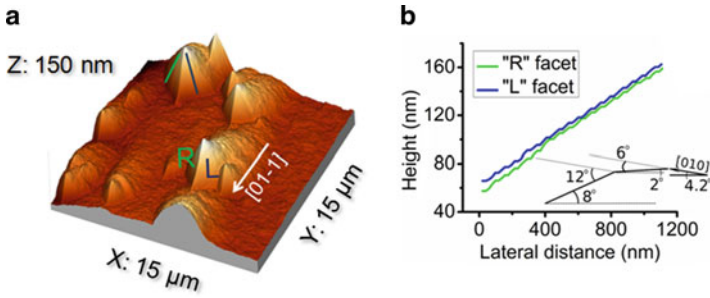 a
Z: 150 nm
R
L
[01-1]
X: 15 µm
Y: 15 µm
b
"R" facet
"L" facet
Height (nm)
160
120
80
40
6°
[010]
12°
2°
4.2°
8°
0
400
800
1200
Lateral distance (nm)